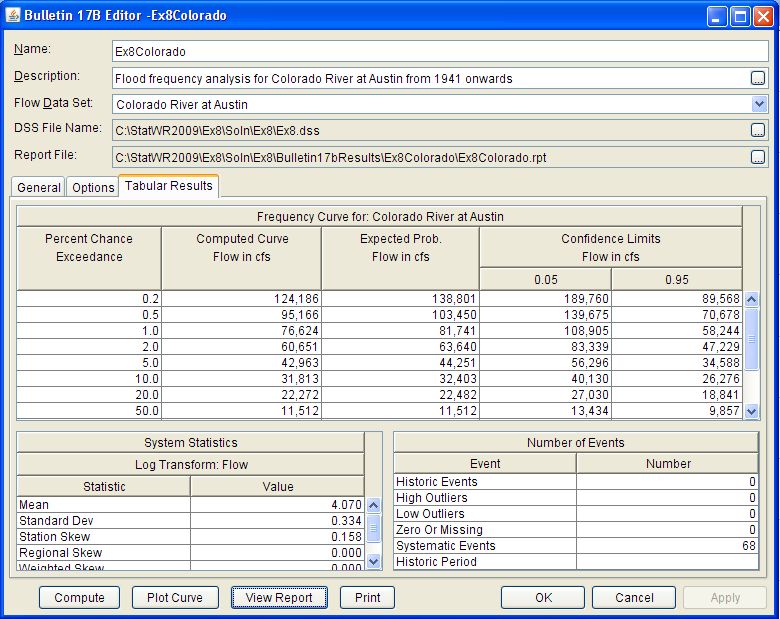 Bulletin 17B Editor -Ex8Colorado
Name: Ex8Colorado
Description: Flood frequency analysis for Colorado River at Austin from 1941 onwards ...
Flow Data Set: Colorado River at Austin
DSS File Name: C:\StatWR2009\Ex8\Soln\Ex8\Ex8.dss ...
Report File: C:\StatWR2009\Ex8\Soln\Ex8\Bulletin17bResults\Ex8Colorado\Ex8Colorado.rpt ...
General Options Tabular Results
Frequency Curve for: Colorado River at Austin
Percent Chance Computed Curve Expected Prob. Confidence Limits
Exceedance Flow in cfs Flow in cfs Flow in cfs
0.05 0.95
0.2 124,186 138,801 189,760 89,568
0.5 95,166 103,450 139,675 70,678
1.0 76,624 81,741 108,905 58,244
2.0 60,651 63,640 83,339 47,229
5.0 42,963 44,251 56,296 34,588
10.0 31,813 32,403 40,130 26,276
20.0 22,272 22,482 27,030 18,841
50.0 11,512 11,512 13,434 9,857
System Statistics
Log Transform: Flow
Statistic Value
Mean 4.070
Standard Dev 0.334
Station Skew 0.158
Regional Skew 0.000
Weighted Skew 0.000
Number of Events
Event Number
Historic Events 0
High Outliers 0
Low Outliers 0
Zero Or Missing 0
Systematic Events 68
Historic Period
Compute Plot Curve View Report Print OK Cancel Apply